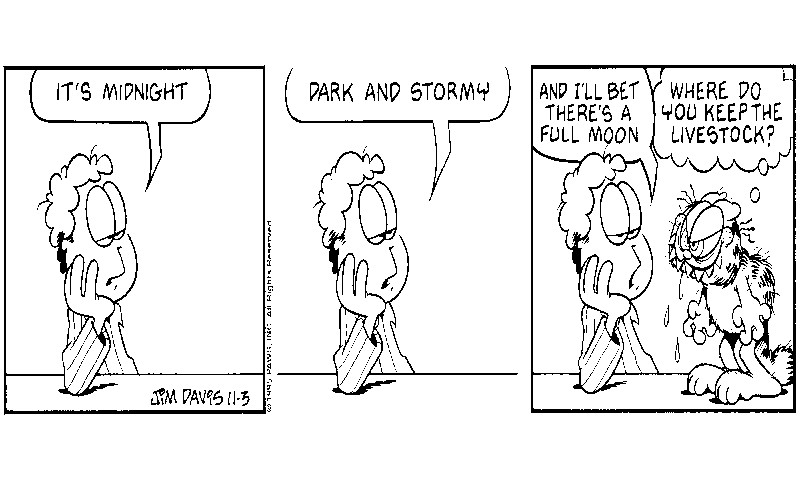 IT'S MIDNIGHT
JIM DAVIS 11-3
DARK AND STORMY
AND I'LL BET
THERE'S A
FULL MOON
WHERE DO
YOU KEEP THE
LIVESTOCK?